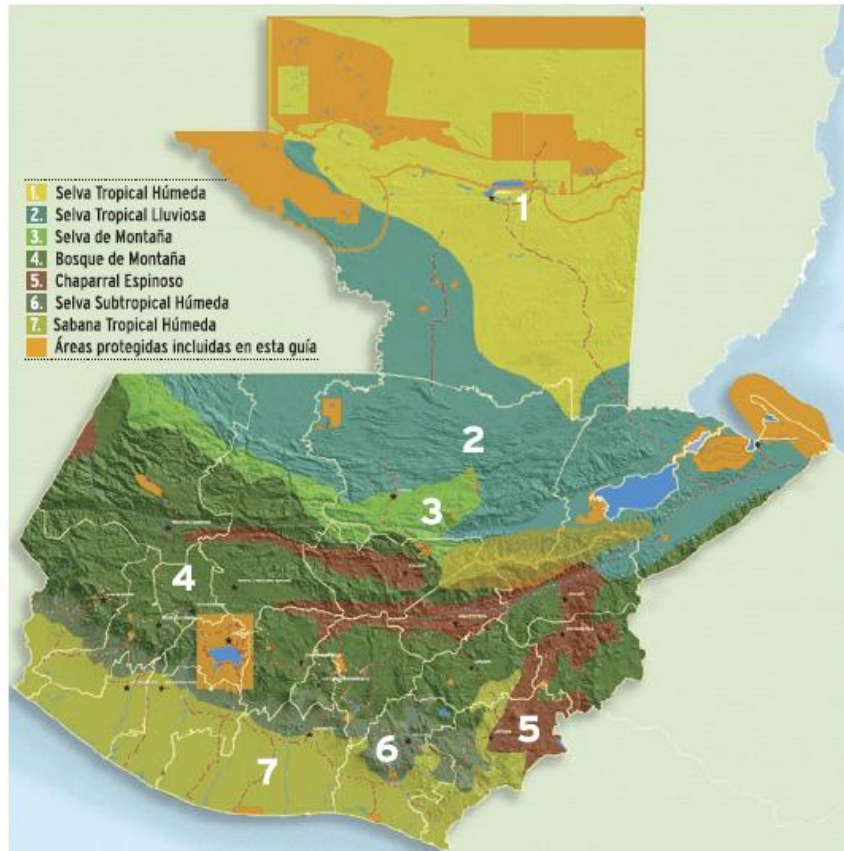 1. Selva Tropical Húmeda
2. Selva Tropical Lluviosa
3. Selva de Montaña
4. Bosque de Montaña
5. Chaparral Espinoso
6. Selva Subtropical Húmeda
7. Sabana Tropical Húmeda
Áreas protegidas incluidas en esta guía
1
2
3
4
5
6
7